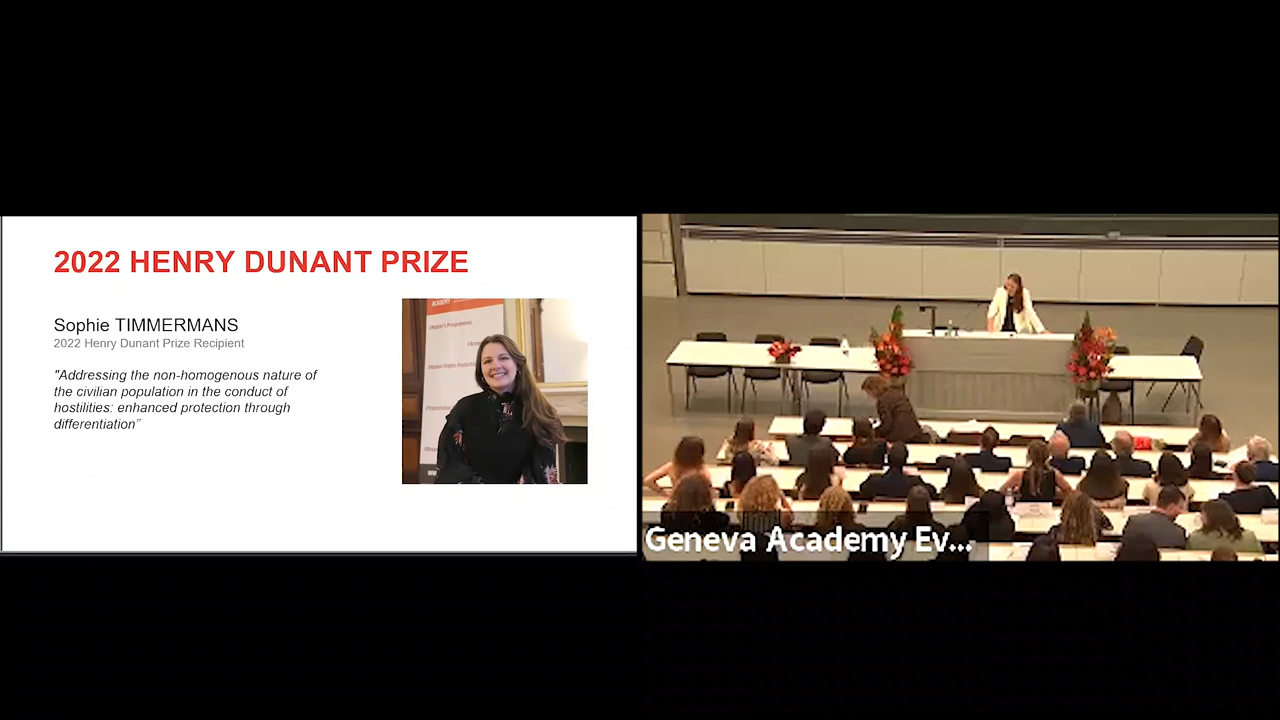 2022 HENRY DUNANT PRIZE
Sophie TIMMERMANS
2022 Henry Dunant Prize Recipient
"Addressing the non-homogenous nature of
the civilian population in the conduct of
hostilities: enhanced protection through
differentiation"
ACADEMY
Geneva Academy Ev...